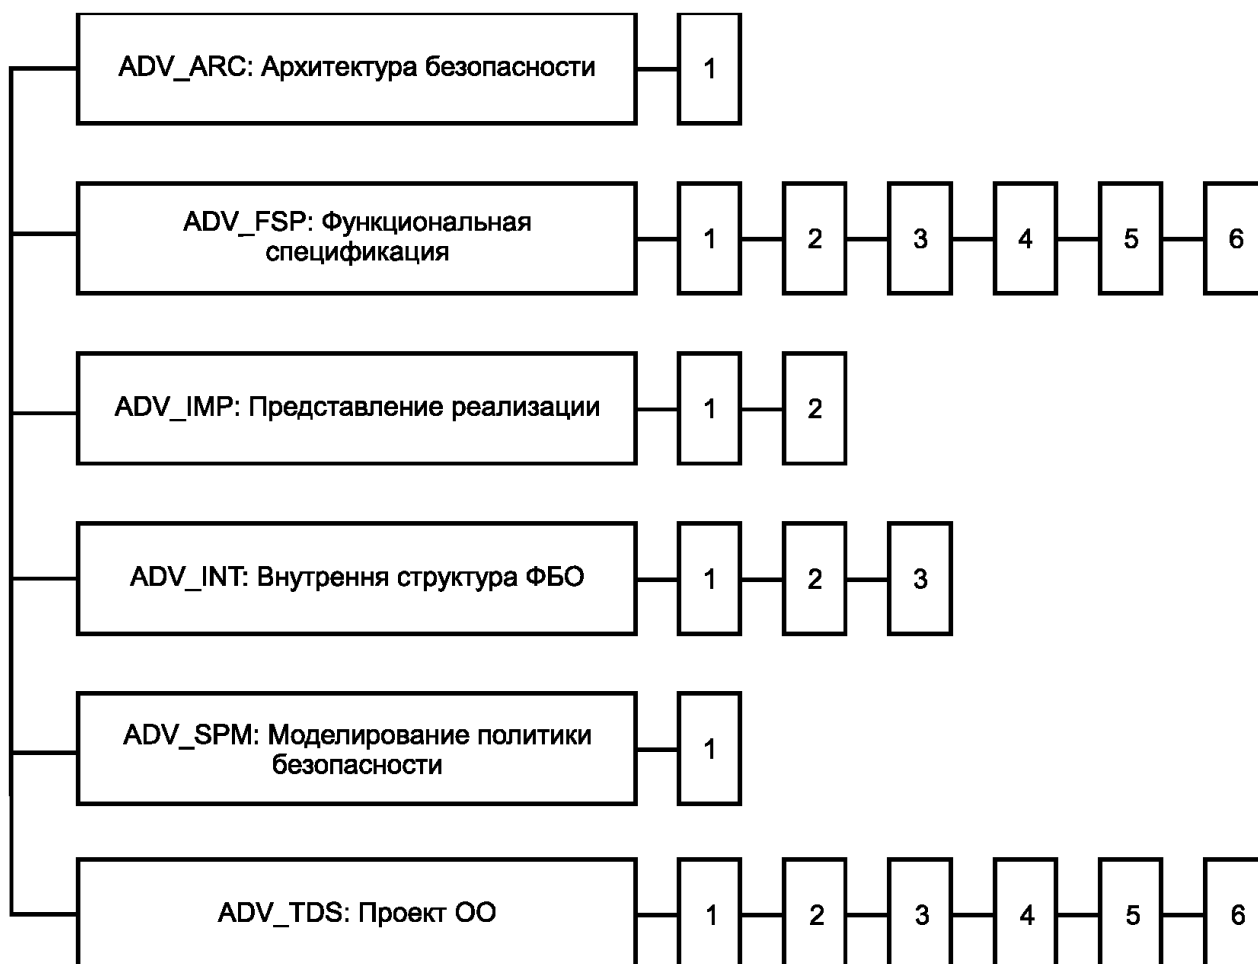 ADV_ARC: Архитектура безопасности 1
ADV_FSP: Функциональная
спецификация
1 2 3 4 5 6
ADV_IMP: Представление реализации 1 2
ADV_INT: Внутрення структура ФБО 1 2 3
ADV_SPM: Моделирование политики
безопасности
1
ADV_TDS: Проект ОО 1 2 3 4 5 6